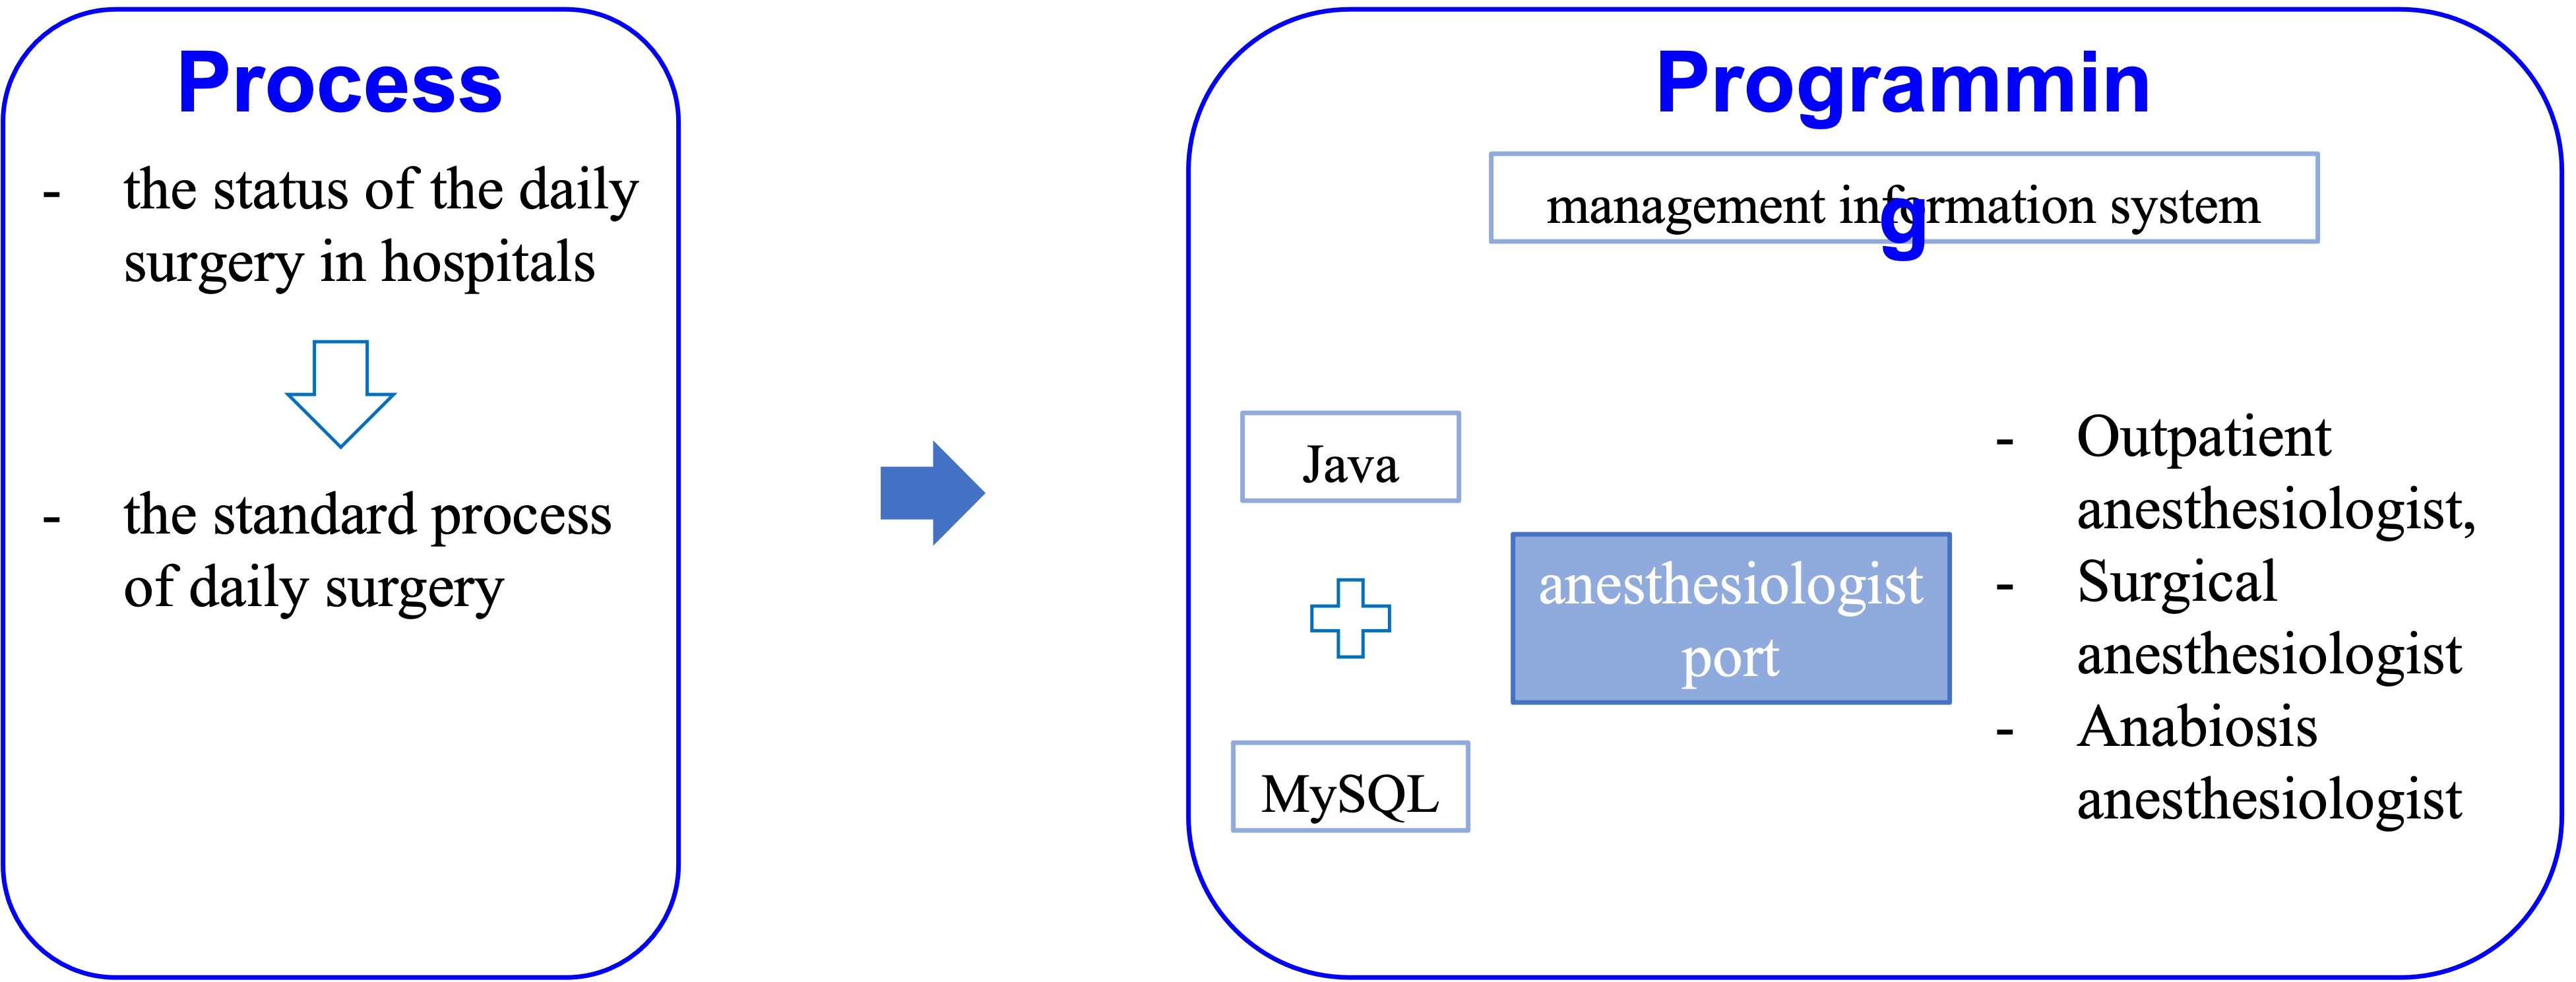 Process
- the status of the daily
surgery in hospitals
- the standard process
of daily surgery
Programmin
g
management information system
Java
MySQL
anesthesiologist
port
- Outpatient
anesthesiologist,
- Surgical
anesthesiologist
- Anabiosis
anesthesiologist